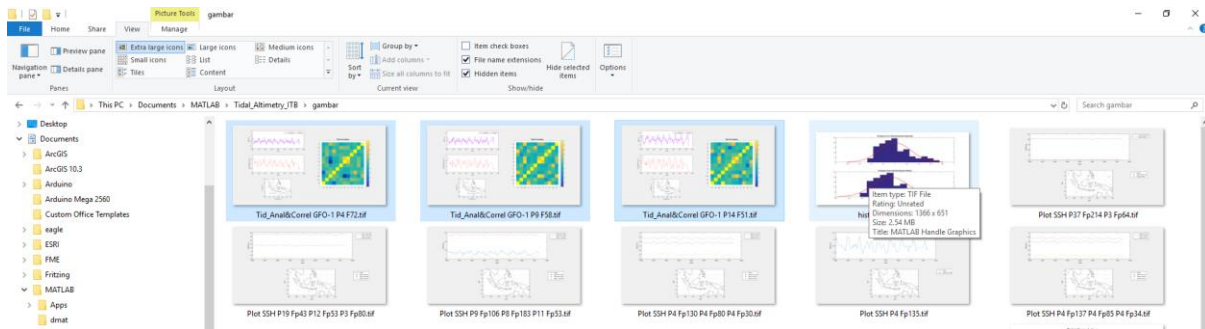 Picture Tools gambar
File Home Share View Manage
Navigation pane
Preview pane
Details pane
Panes
Extra large icons Large icons Medium icons
Small icons List Details
Tiles Content
Layout
Sort by
Group by
Add columns
Size all columns to fit
Current view
Item check boxes
File name extensions
Hidden items
Hide selected items
Show/hide
Options
This PC Documents MATLAB Tidal_Altimetry_ITB gambar
Search gambar
Desktop
Documents
ArcGIS
ArcGIS 10.3
Arduino
Arduino Mega 2560
Custom Office Templates
eagle
ESRI
FME
Fritzing
MATLAB
Apps
dmat
Tid_Anal&Correl GFO-1 P4 F72.tif
Tid_Anal&Correl GFO-1 P9 F58.tif
Tid_Anal&Correl GFO-1 P14 F51.tif
Item type: TIF File
Rating: Unrated
Dimensions: 1366 x 651
Size: 2.54 MB
Title: MATLAB Handle Graphics
Plot SSH P37 Fp214 P3 Fp64.tif
Plot SSH P19 Fp43 P12 Fp53 P3 Fp80.tif
Plot SSH P9 Fp106 P8 Fp183 P11 Fp53.tif
Plot SSH P4 Fp130 P4 Fp80 P4 Fp30.tif
Plot SSH P4 Fp135.tif
Plot SSH P4 Fp137 P4 Fp85 P4 Fp34.tif